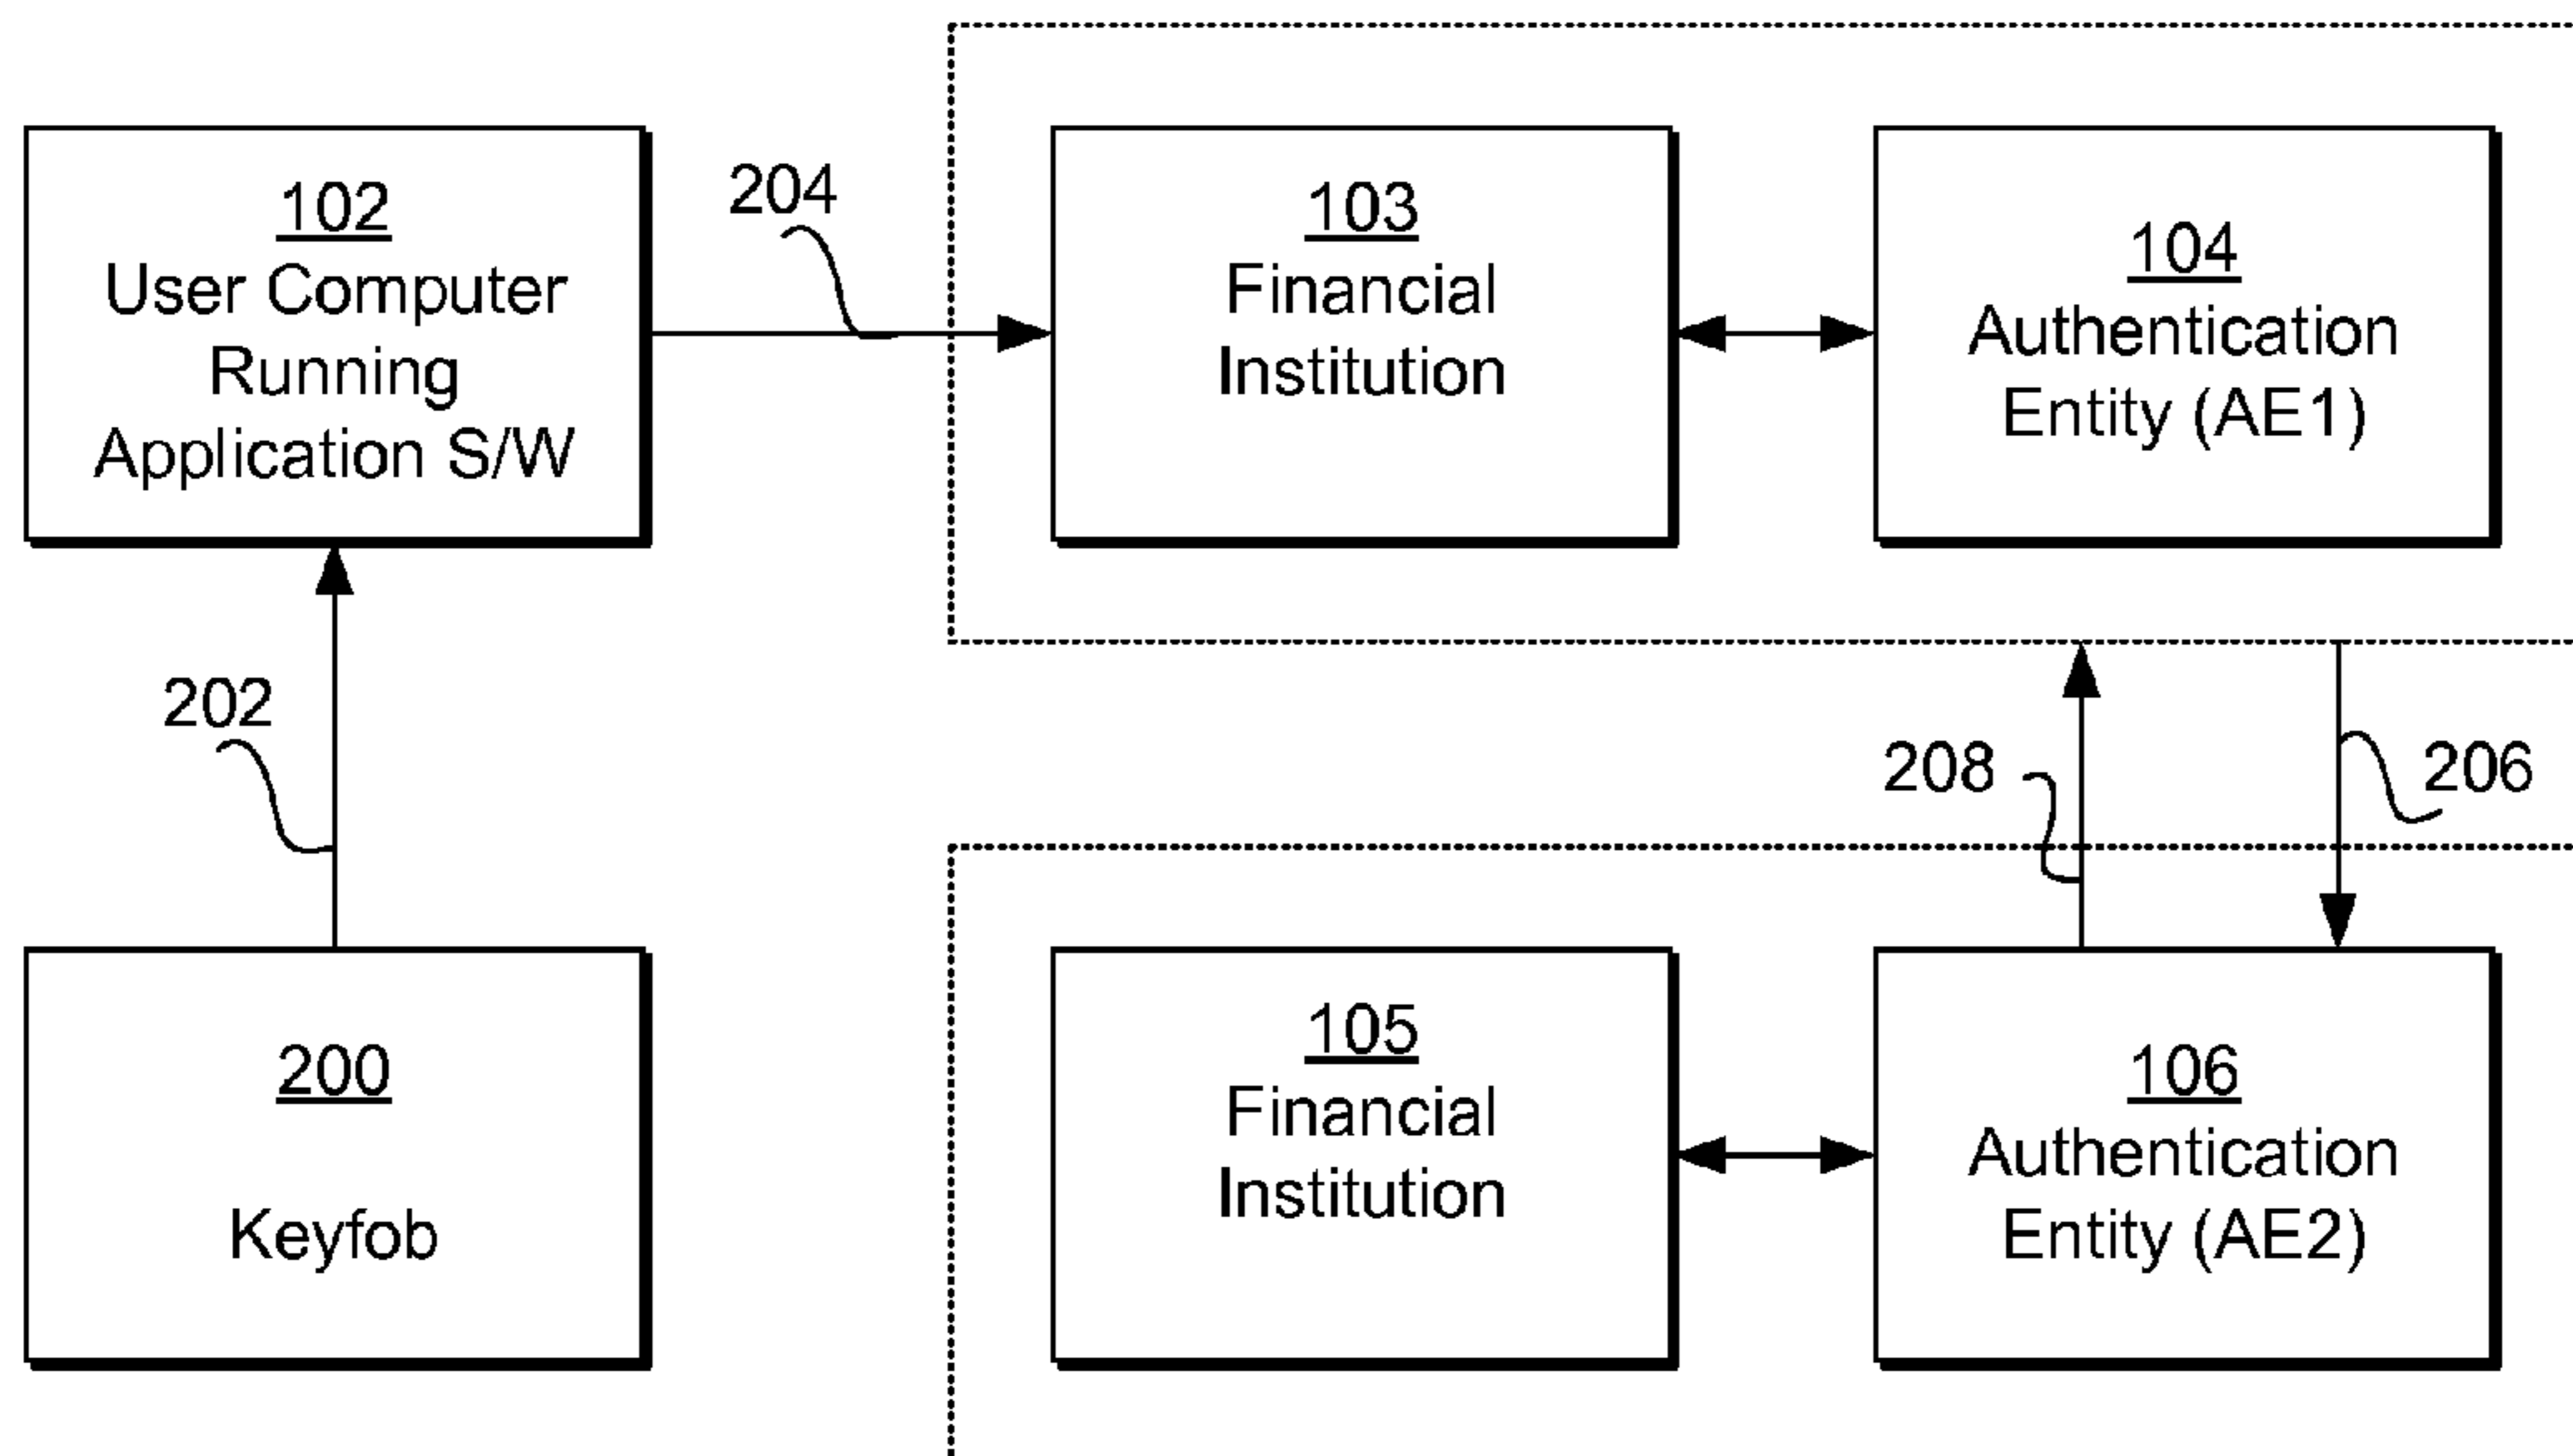 102
User Computer
Running
Application S/W
204
103
Financial
Institution
104
Authentication
Entity (AE1)
202
208
206
200
Keyfob
105
Financial
Institution
106
Authentication
Entity (AE2)